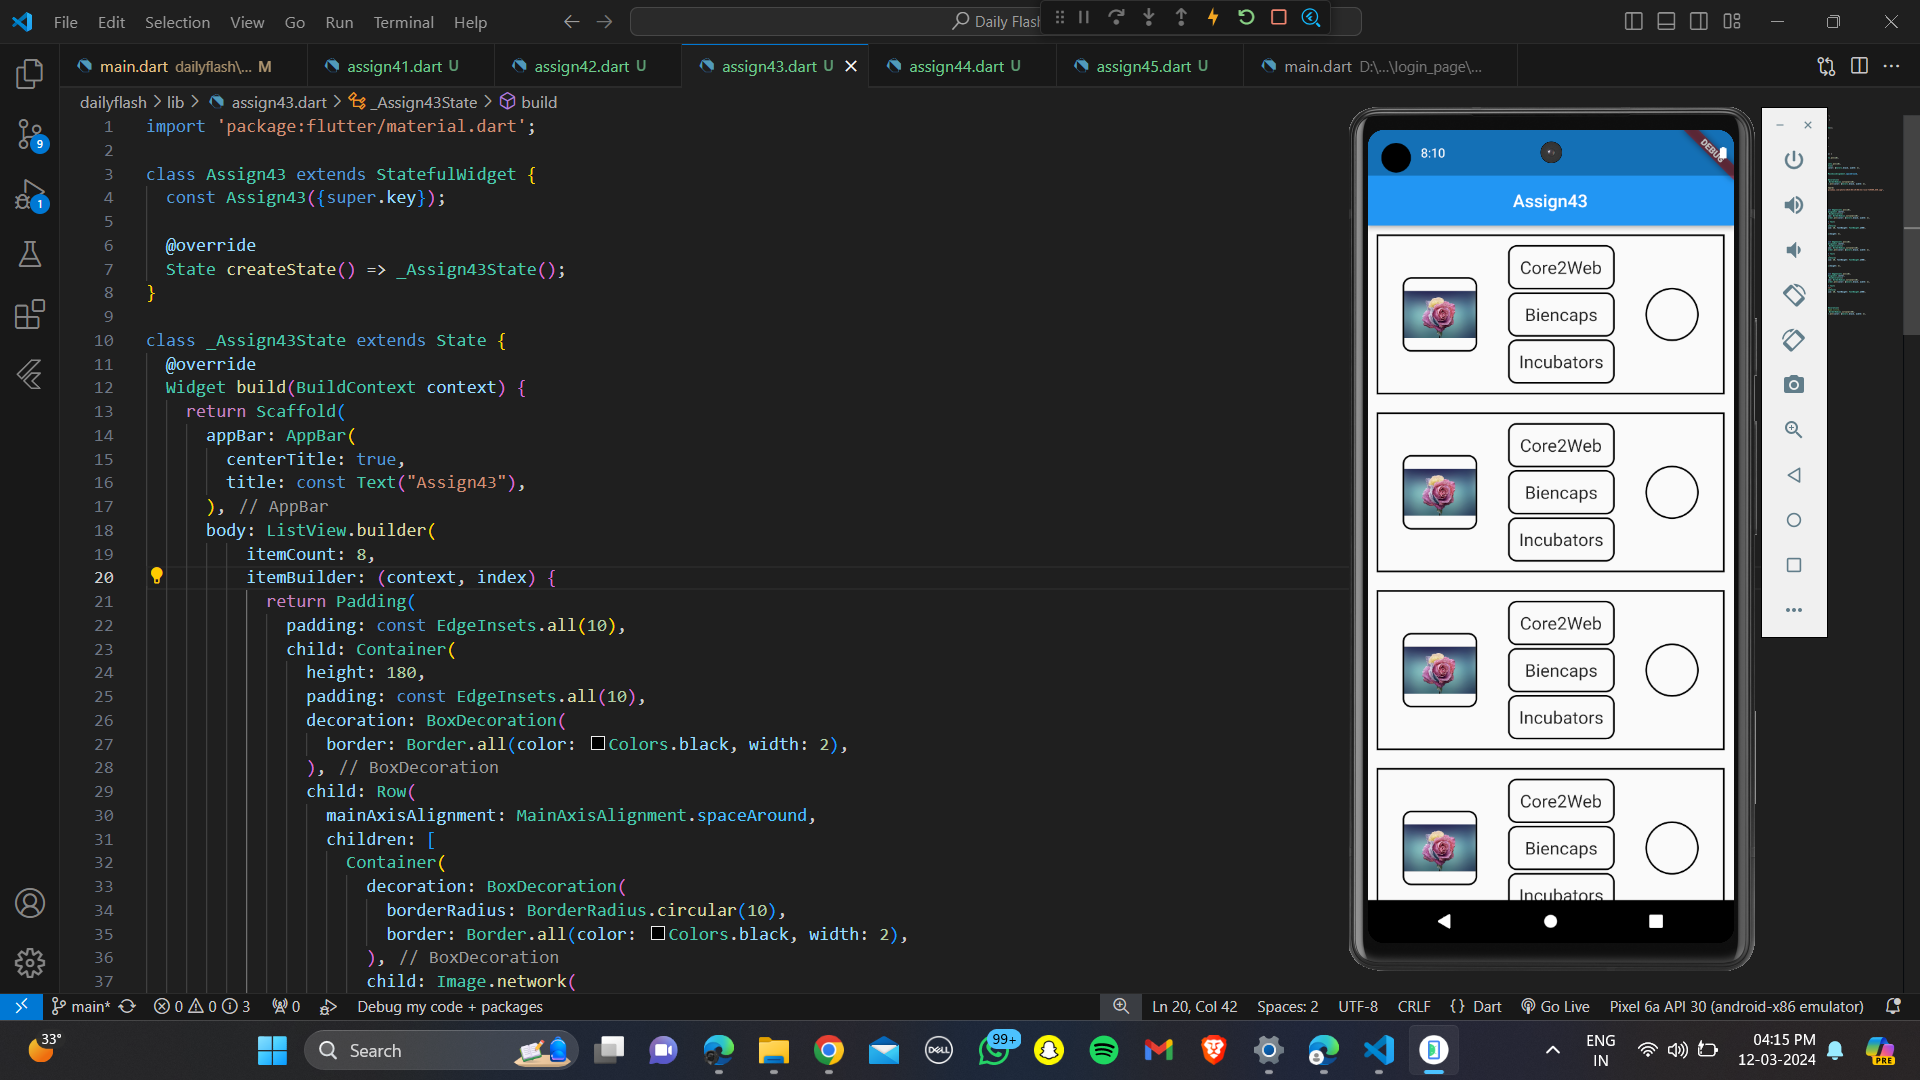 File Edit Selection View Go Run Terminal Help
Daily Flash
main.dart dailyflash\... M
assign41.dart U
assign42.dart U
assign43.dart U
assign44.dart U
assign45.dart U
main.dart D:\...\login_page\...
dailyflash > lib > assign43.dart > _Assign43State > build
1 import 'package:flutter/material.dart';
2
3 class Assign43 extends StatefulWidget {
4 const Assign43({super.key});
5
6 @override
7 State createState() => _Assign43State();
8 }
9
10 class _Assign43State extends State {
11 @override
12 Widget build(BuildContext context) {
13 return Scaffold(
14 appBar: AppBar(
15 centerTitle: true,
16 title: const Text("Assign43"),
17 ), // AppBar
18 body: ListView.builder(
19 itemCount: 8,
20 itemBuilder: (context, index) {
21 return Padding(
22 padding: const EdgeInsets.all(10),
23 child: Container(
24 height: 180,
25 padding: const EdgeInsets.all(10),
26 decoration: BoxDecoration(
27 border: Border.all(color: Colors.black, width: 2),
28 ), // BoxDecoration
29 child: Row(
30 mainAxisAlignment: MainAxisAlignment.spaceAround,
31 children: [
32 Container(
33 decoration: BoxDecoration(
34 borderRadius: BorderRadius.circular(10),
35 border: Border.all(color: Colors.black, width: 2),
36 ), // BoxDecoration
37 child: Image.network(
8:10
DEBUG
Assign43
Core2Web
Biencaps
Incubators
Core2Web
Biencaps
Incubators
Core2Web
Biencaps
Incubators
Core2Web
Biencaps
Incubators
9
1
main* 0 0 3 0 Debug my code + packages
Ln 20, Col 42 Spaces: 2 UTF-8 CRLF {} Dart Go Live Pixel 6a API 30 (android-x86 emulator)
33°
Search
DELL
99+
ENG
IN
04:15 PM
12-03-2024
PRE